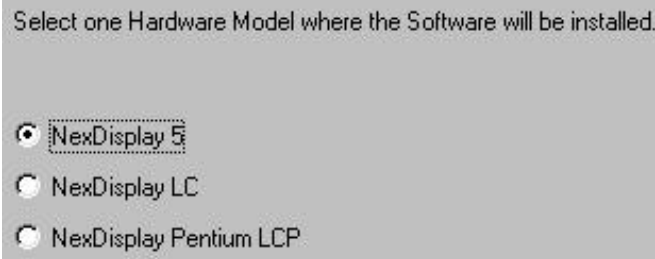 Select one Hardware Model where the Software will be installed.
NexDisplay 5
NexDisplay LC
NexDisplay Pentium LCP